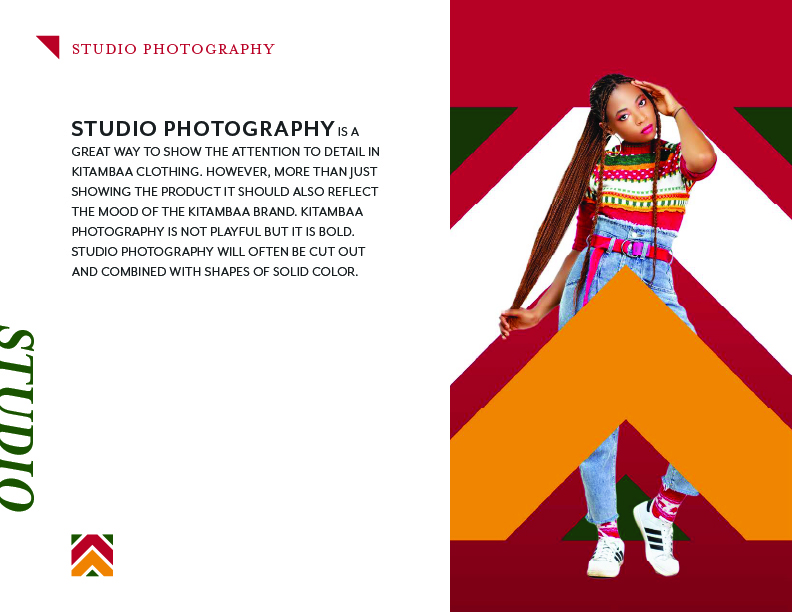 STUDIO PHOTOGRAPHY
STUDIO PHOTOGRAPHY IS A
GREAT WAY TO SHOW THE ATTENTION TO DETAIL IN
KITAMBAA CLOTHING. HOWEVER, MORE THAN JUST
SHOWING THE PRODUCT IT SHOULD ALSO REFLECT
THE MOOD OF THE KITAMBAA BRAND. KITAMBAA
PHOTOGRAPHY IS NOT PLAYFUL BUT IT IS BOLD.
STUDIO PHOTOGRAPHY WILL OFTEN BE CUT OUT
AND COMBINED WITH SHAPES OF SOLID COLOR.
STUDIO